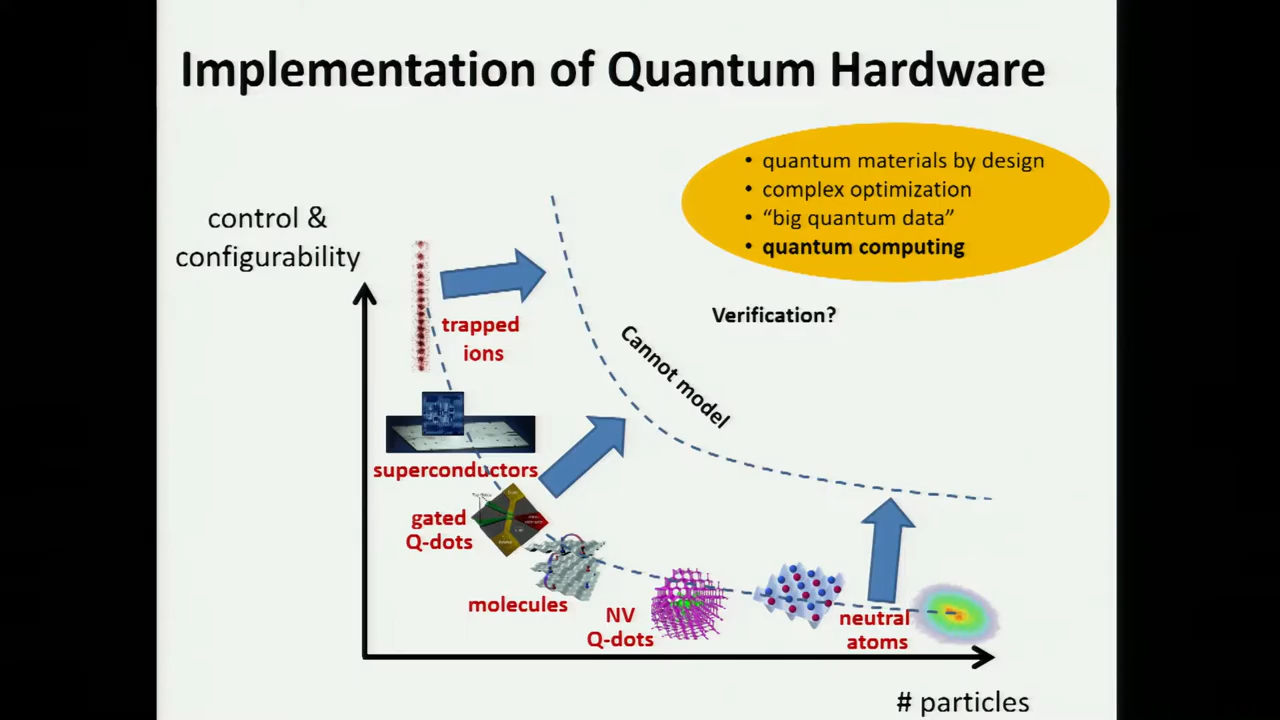 Implementation of Quantum Hardware
• quantum materials by design
• complex optimization
• “big quantum data”
• quantum computing
control &
configurability
Verification?
trapped
ions
Cannot model
superconductors
gated
Q-dots
molecules
NV
Q-dots
neutral
atoms
# particles